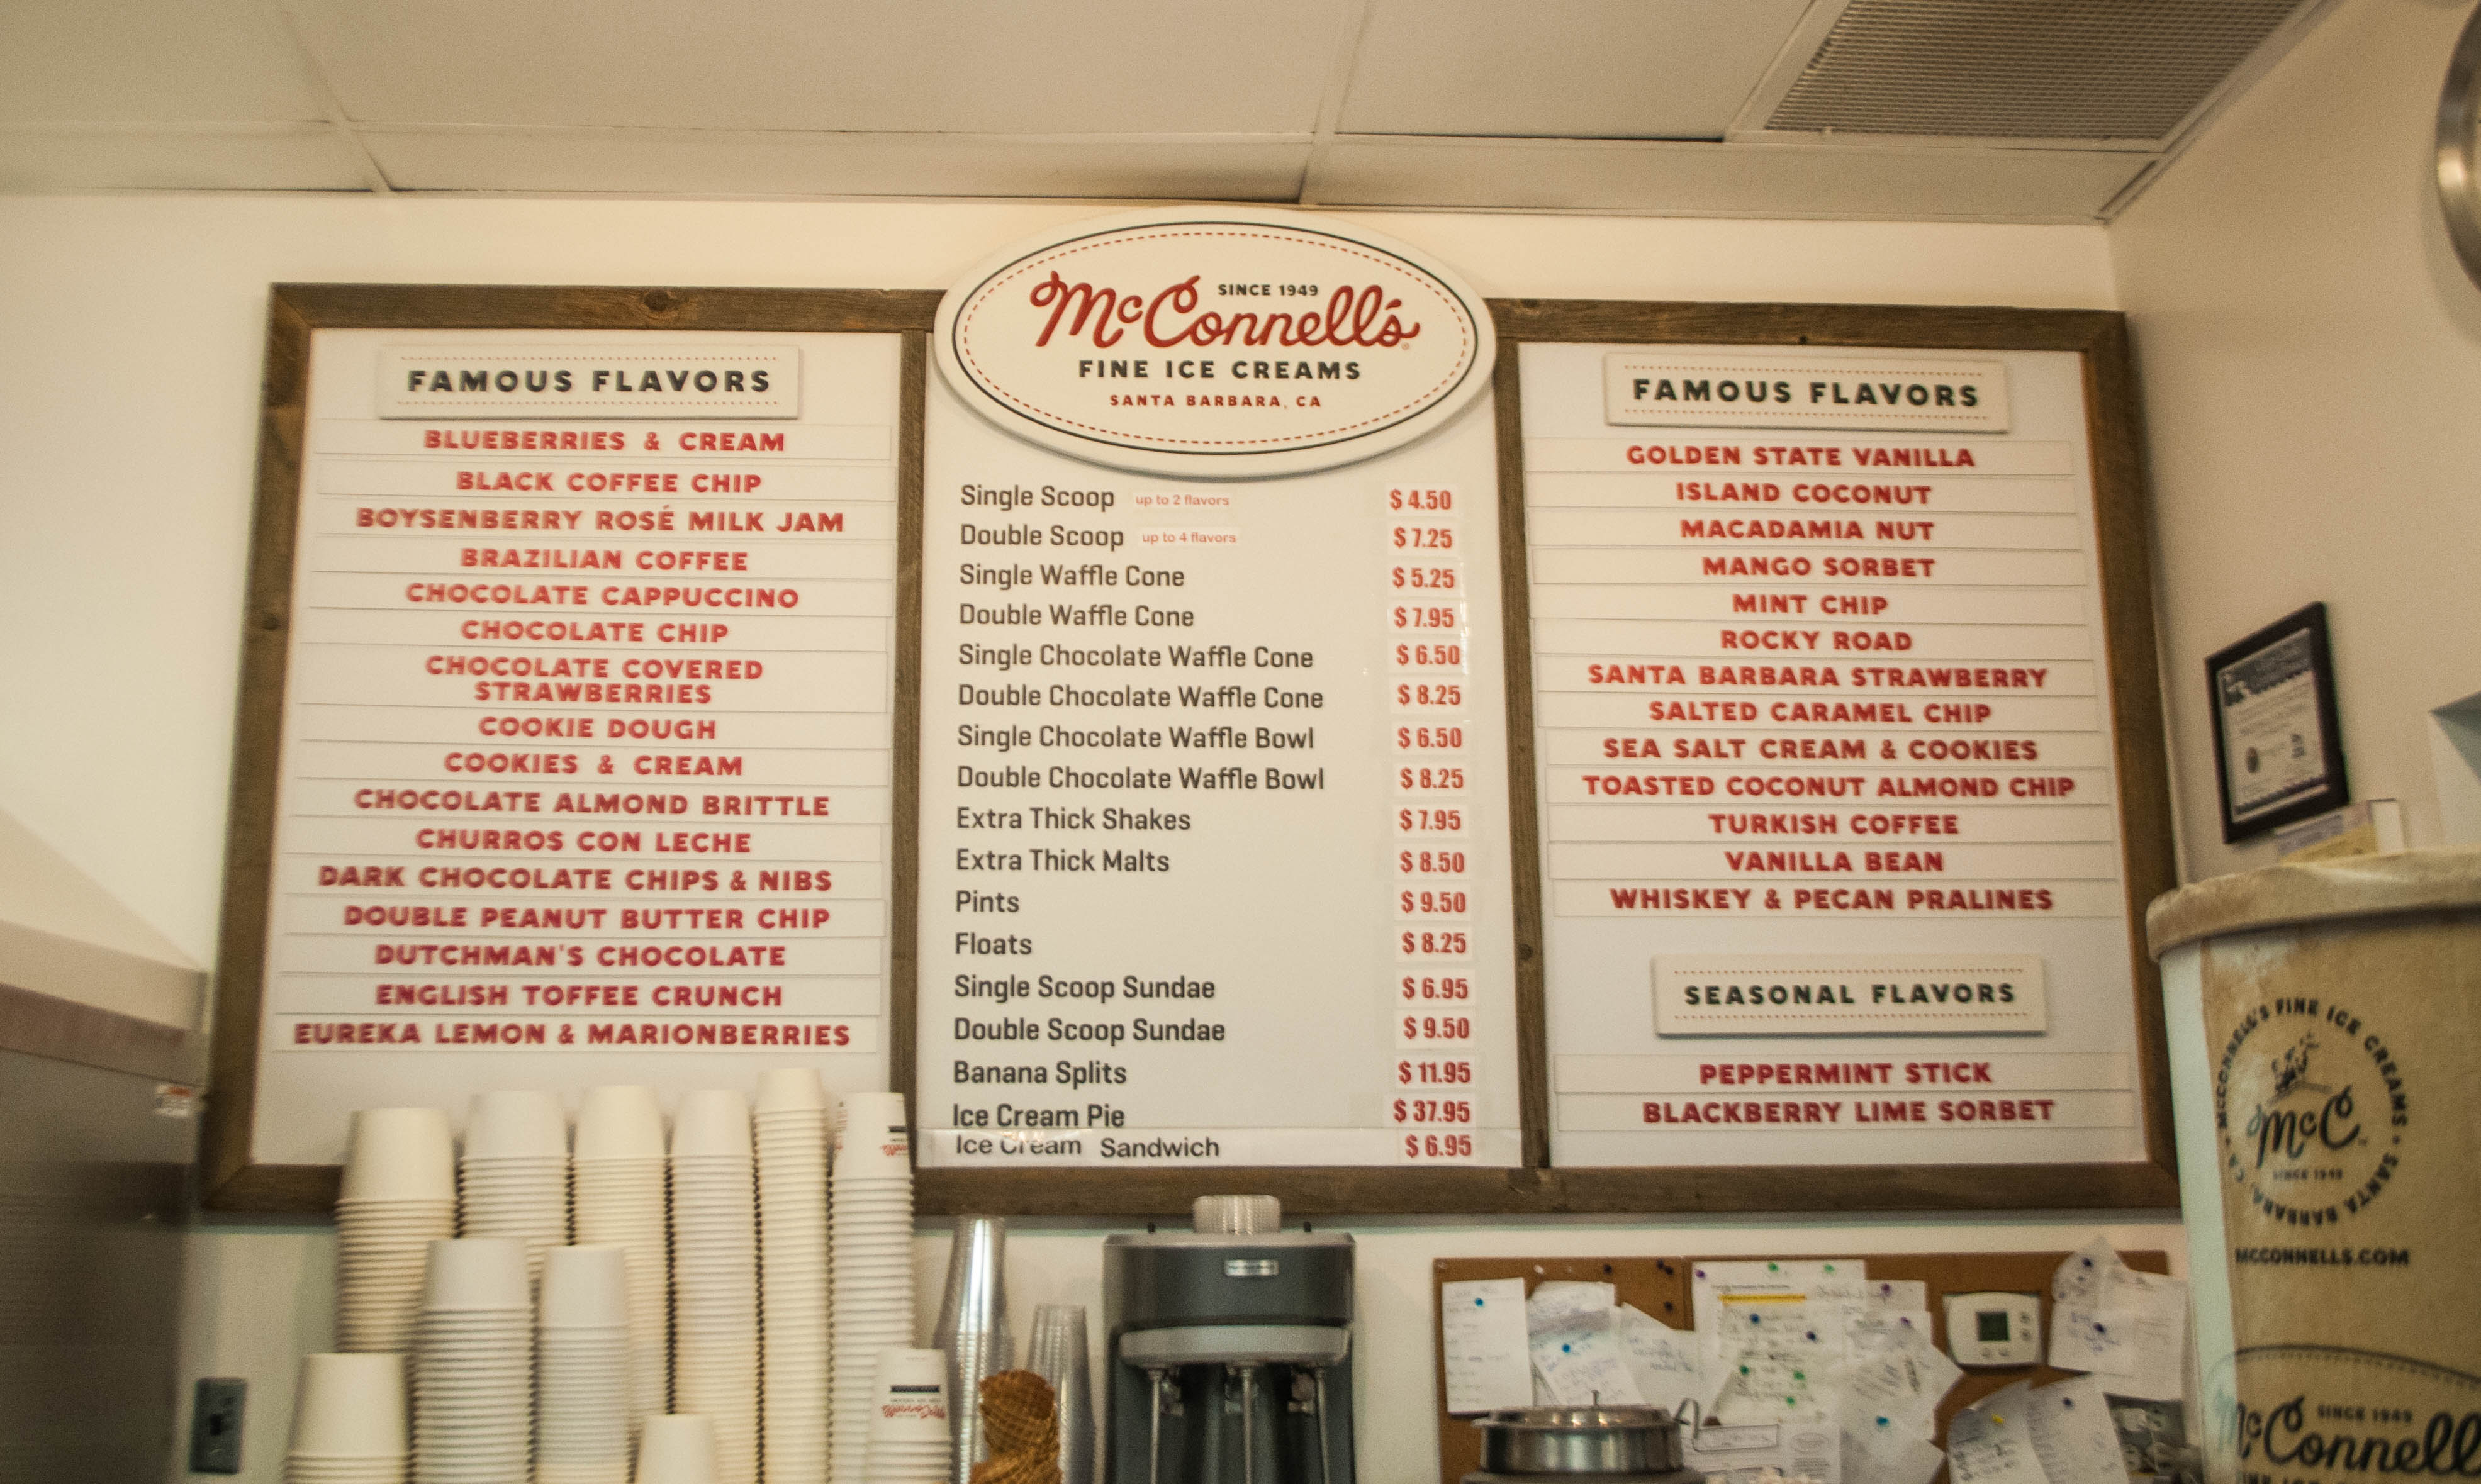 SINCE 1949
McConnell's
FINE ICE CREAMS
SANTA BARBARA, CA
FAMOUS FLAVORS
BLUEBERRIES & CREAM
BLACK COFFEE CHIP
BOYSENBERRY ROSÉ MILK JAM
BRAZILIAN COFFEE
CHOCOLATE CAPPUCCINO
CHOCOLATE CHIP
CHOCOLATE COVERED
STRAWBERRIES
COOKIE DOUGH
COOKIES & CREAM
CHOCOLATE ALMOND BRITTLE
CHURROS CON LECHE
DARK CHOCOLATE CHIPS & NIBS
DOUBLE PEANUT BUTTER CHIP
DUTCHMAN'S CHOCOLATE
ENGLISH TOFFEE CRUNCH
EUREKA LEMON & MARIONBERRIES
Single Scoop up to 2 flavors $ 4.50
Double Scoop up to 4 flavors $ 7.25
Single Waffle Cone $ 5.25
Double Waffle Cone $ 7.95
Single Chocolate Waffle Cone $ 6.50
Double Chocolate Waffle Cone $ 8.25
Single Chocolate Waffle Bowl $ 6.50
Double Chocolate Waffle Bowl $ 8.25
Extra Thick Shakes $ 7.95
Extra Thick Malts $ 8.50
Pints $ 9.50
Floats $ 8.25
Single Scoop Sundae $ 6.95
Double Scoop Sundae $ 9.50
Banana Splits $ 11.95
Ice Cream Pie $ 37.95
Ice Cream Sandwich $ 6.95
FAMOUS FLAVORS
GOLDEN STATE VANILLA
ISLAND COCONUT
MACADAMIA NUT
MANGO SORBET
MINT CHIP
ROCKY ROAD
SANTA BARBARA STRAWBERRY
SALTED CARAMEL CHIP
SEA SALT CREAM & COOKIES
TOASTED COCONUT ALMOND CHIP
TURKISH COFFEE
VANILLA BEAN
WHISKEY & PECAN PRALINES
SEASONAL FLAVORS
PEPPERMINT STICK
BLACKBERRY LIME SORBET
MCCONNELL'S FINE ICE CREAMS
SANTA BARBARA, CA
McC
SINCE 1949
MCCONNELLS.COM
SINCE 1949
McConnell